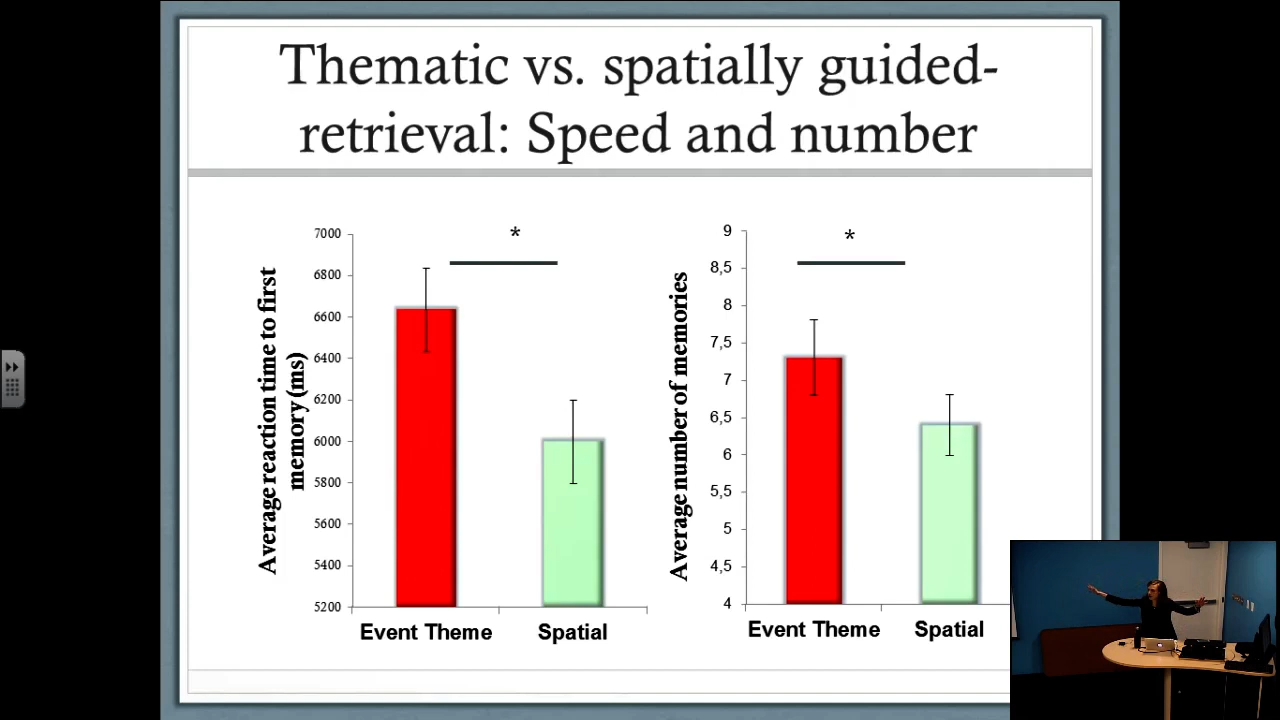 Thematic vs. spatially guided-
retrieval: Speed and number
Average reaction time to first
memory (ms)
7000
6800
6600
6400
6200
6000
5800
5600
5400
5200
*
Event Theme
Spatial
Average number of memories
9
8,5
8
7,5
7
6,5
6
5,5
5
4,5
4
*
Event Theme
Spatial